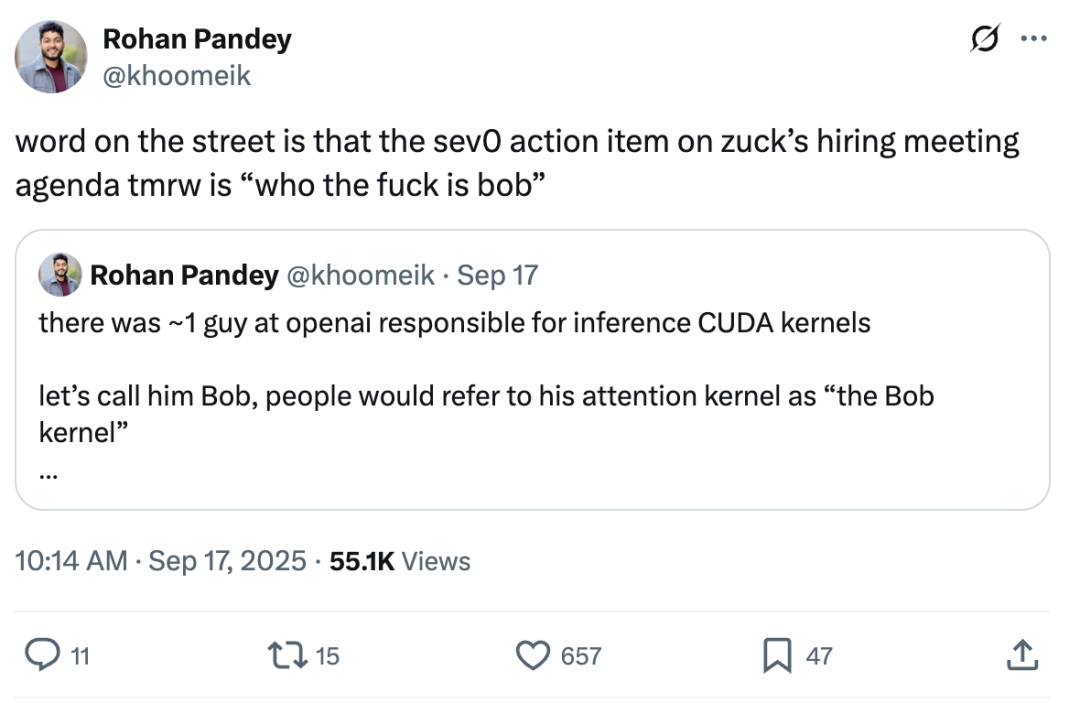 Rohan Pandey
@khoomeik
word on the street is that the sev0 action item on zuck’s hiring meeting
agenda tmrw is “who the fuck is bob”
Rohan Pandey @khoomeik · Sep 17
there was ~1 guy at openai responsible for inference CUDA kernels
let’s call him Bob, people would refer to his attention kernel as “the Bob
kernel”
...
10:14 AM · Sep 17, 2025 · 55.1K Views
11 15 657 47